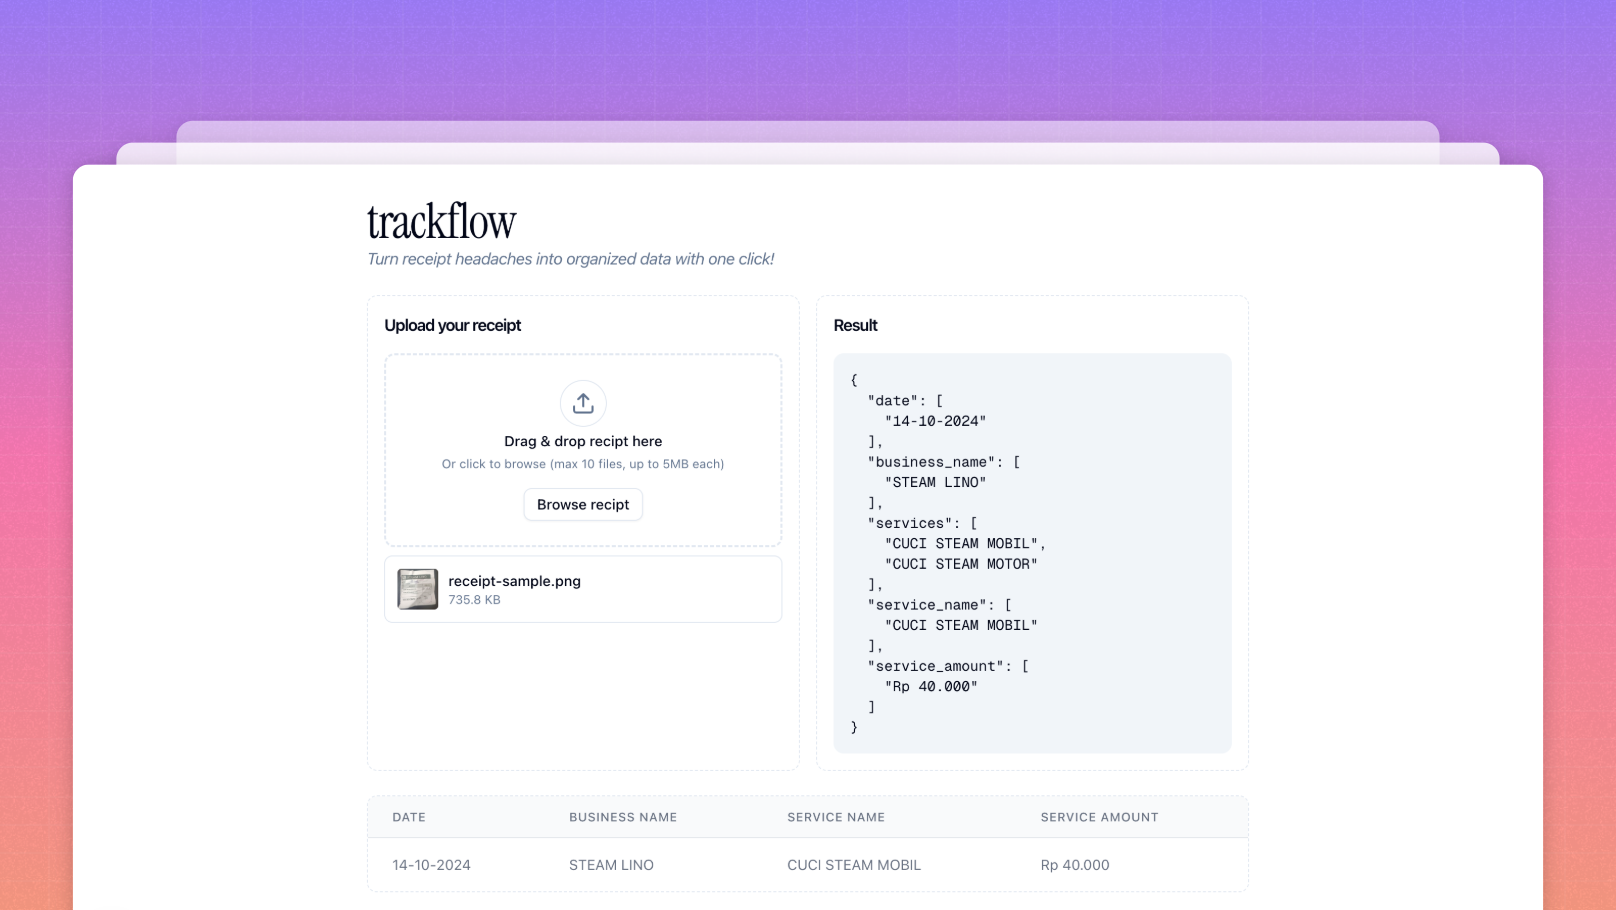 trackflow
Turn receipt headaches into organized data with one click!
Upload your receipt
Drag & drop recipt here
Or click to browse (max 10 files, up to 5MB each)
Browse recipt
receipt-sample.png
735.8 KB
Result
{
"date": [
"14-10-2024"
],
"business_name": [
"STEAM LINO"
],
"services": [
"CUCI STEAM MOBIL",
"CUCI STEAM MOTOR"
],
"service_name": [
"CUCI STEAM MOBIL"
],
"service_amount": [
"Rp 40.000"
]
}
DATE BUSINESS NAME SERVICE NAME SERVICE AMOUNT
14-10-2024 STEAM LINO CUCI STEAM MOBIL Rp 40.000